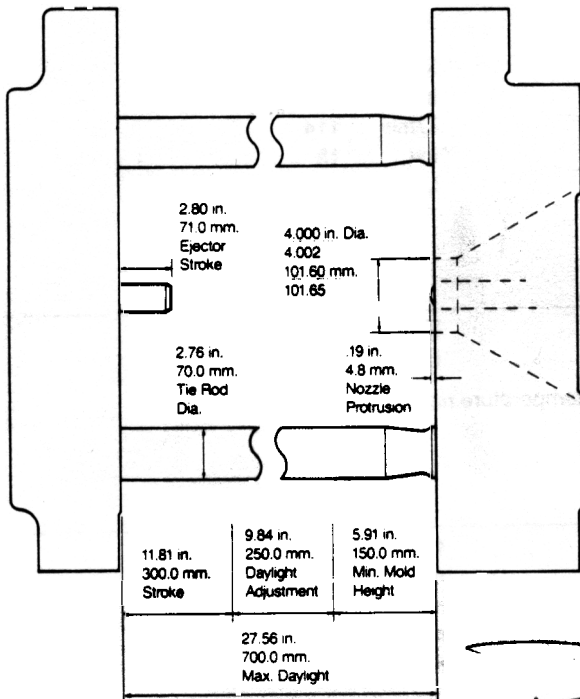 2.80 in.
71.0 mm.
Ejector
Stroke
4.000 in. Dia.
4.002
101.60 mm.
101.65
2.76 in.
70.0 mm.
Tie Rod
Dia.
.19 in.
4.8 mm.
Nozzle
Protrusion
11.81 in.
300.0 mm.
Stroke
9.84 in.
250.0 mm.
Daylight
Adjustment
5.91 in.
150.0 mm.
Min. Mold
Height
27.56 in.
700.0 mm.
Max. Daylight